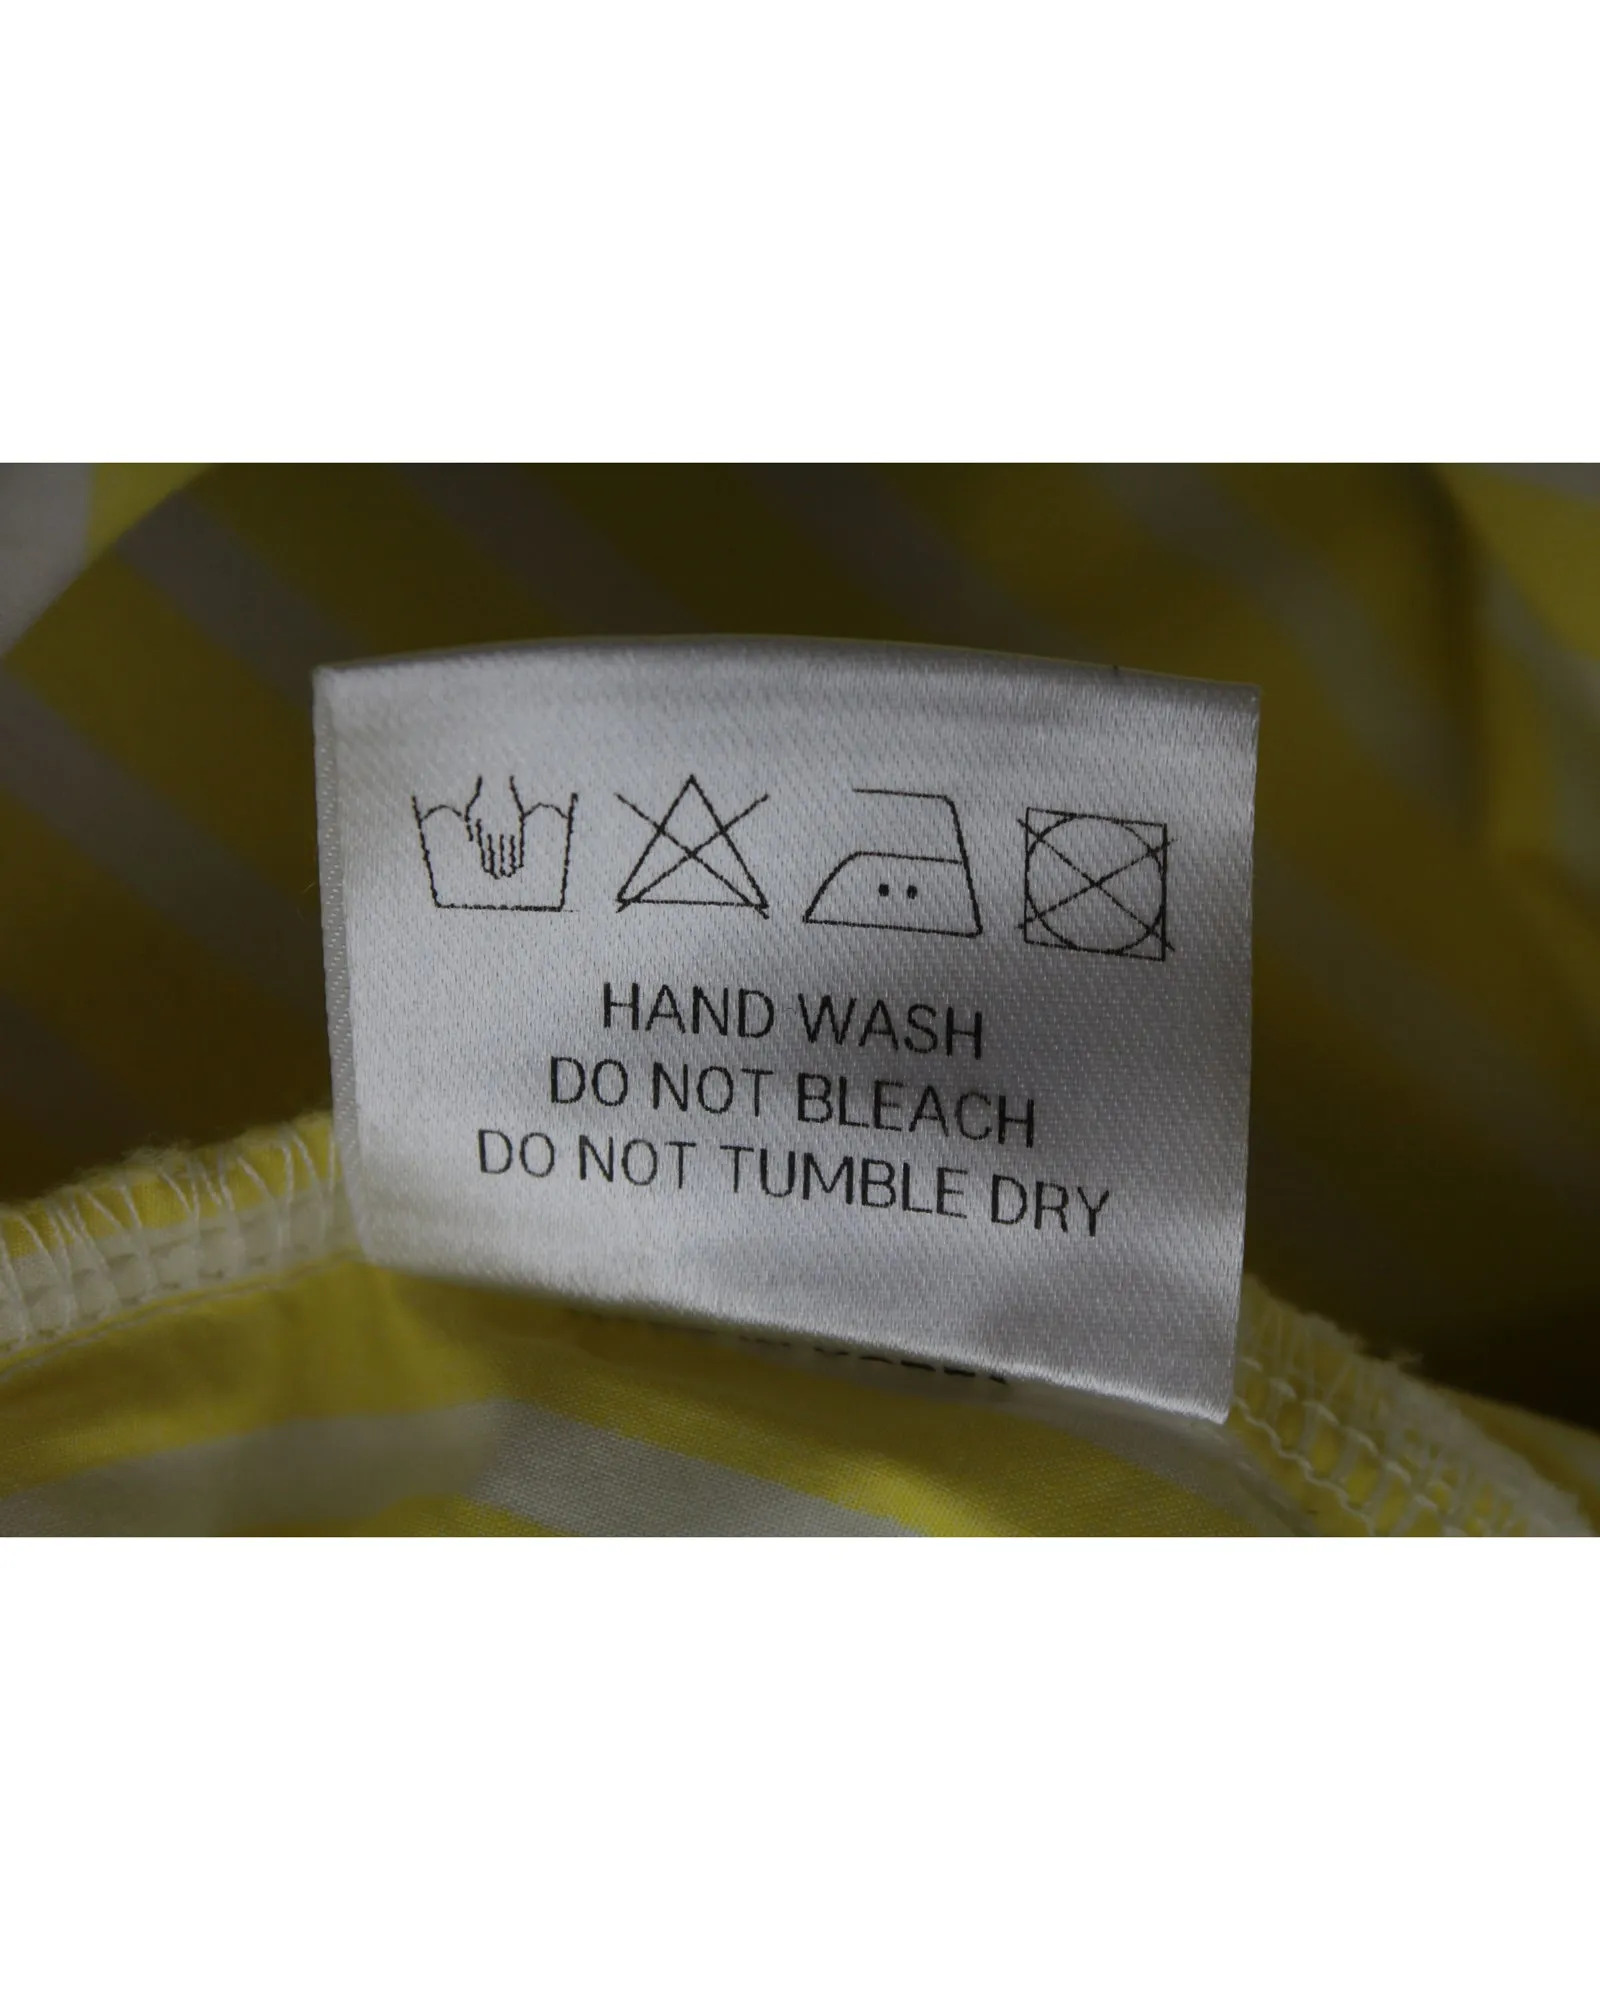 HAND WASH
DO NOT BLEACH
DO NOT TUMBLE DRY